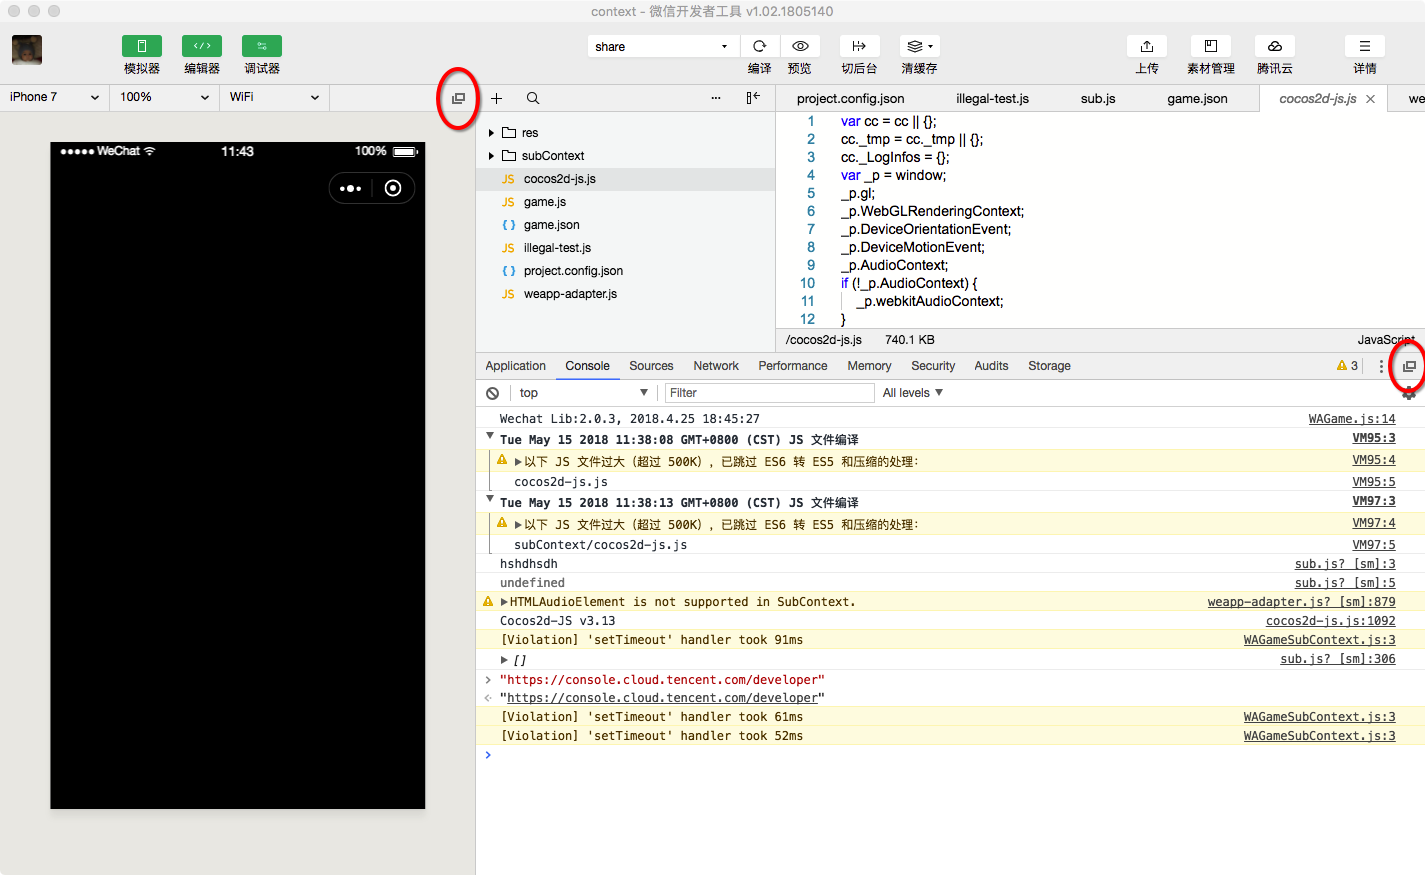 context - 微信开发者工具 v1.02.1805140
模拟器 编辑器 调试器
share
编译 预览 切后台 清缓存
上传 素材管理 腾讯云 详情
iPhone 7 100% WiFi
project.config.json illegal-test.js sub.js game.json cocos2d-js.js we
WeChat 11:43 100%
res
subContext
JS cocos2d-js.js
JS game.js
{ } game.json
JS illegal-test.js
{ } project.config.json
JS weapp-adapter.js
1 var cc = cc || {};
2 cc._tmp = cc._tmp || {};
3 cc._LogInfos = {};
4 var _p = window;
5 _p.gl;
6 _p.WebGLRenderingContext;
7 _p.DeviceOrientationEvent;
8 _p.DeviceMotionEvent;
9 _p.AudioContext;
10 if (!_p.AudioContext) {
11 _p.webkitAudioContext;
12 }
/cocos2d-js.js 740.1 KB JavaScript
Application Console Sources Network Performance Memory Security Audits Storage 3
top Filter All levels
Wechat Lib:2.0.3, 2018.4.25 18:45:27 WAGame.js:14
Tue May 15 2018 11:38:08 GMT+0800 (CST) JS 文件编译 VM95:3
以下 JS 文件过大（超过 500K），已跳过 ES6 转 ES5 和压缩的处理： VM95:4
cocos2d-js.js VM95:5
Tue May 15 2018 11:38:13 GMT+0800 (CST) JS 文件编译 VM97:3
以下 JS 文件过大（超过 500K），已跳过 ES6 转 ES5 和压缩的处理： VM97:4
subContext/cocos2d-js.js VM97:5
hshdhsdh sub.js? [sm]:3
undefined sub.js? [sm]:5
HTMLAudioElement is not supported in SubContext. weapp-adapter.js? [sm]:879
Cocos2d-JS v3.13 cocos2d-js.js:1092
[Violation] 'setTimeout' handler took 91ms WAGameSubContext.js:3
[] sub.js? [sm]:306
"https://console.cloud.tencent.com/developer"
"https://console.cloud.tencent.com/developer"
[Violation] 'setTimeout' handler took 61ms WAGameSubContext.js:3
[Violation] 'setTimeout' handler took 52ms WAGameSubContext.js:3